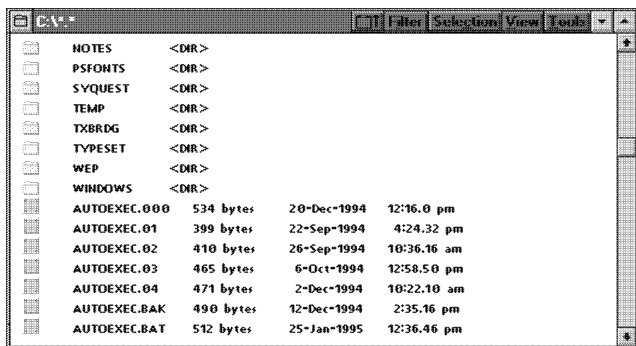 C:\*.* Filter Selection View Tools
NOTES <DIR>
PSFONTS <DIR>
SYQUEST <DIR>
TEMP <DIR>
TXBRDG <DIR>
TYPESET <DIR>
WEP <DIR>
WINDOWS <DIR>
AUTOEXEC.000 534 bytes 20-Dec-1994 12:16.0 pm
AUTOEXEC.01 399 bytes 22-Sep-1994 4:24.32 pm
AUTOEXEC.02 410 bytes 26-Sep-1994 10:36.16 am
AUTOEXEC.03 465 bytes 6-Oct-1994 12:58.50 pm
AUTOEXEC.04 471 bytes 2-Dec-1994 10:22.10 am
AUTOEXEC.BAK 490 bytes 12-Dec-1994 2:35.16 pm
AUTOEXEC.BAT 512 bytes 25-Jan-1995 12:36.46 pm